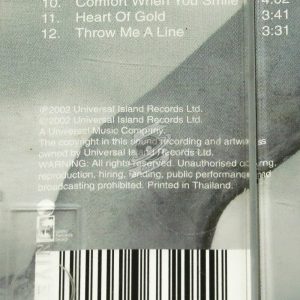 10. Comfort When You Smile 4:02
11. Heart Of Gold 3:41
12. Throw Me A Line 3:31
℗2002 Universal Island Records Ltd.
©2002 Universal Island Records Ltd.
A Universal Music Company.
The copyright in this sound recording and artwork is
owned by Universal Island Records Ltd.
WARNING: All rights reserved. Unauthorised copying,
reproduction, hiring, lending, public performance and
broadcasting prohibited. Printed in Thailand.